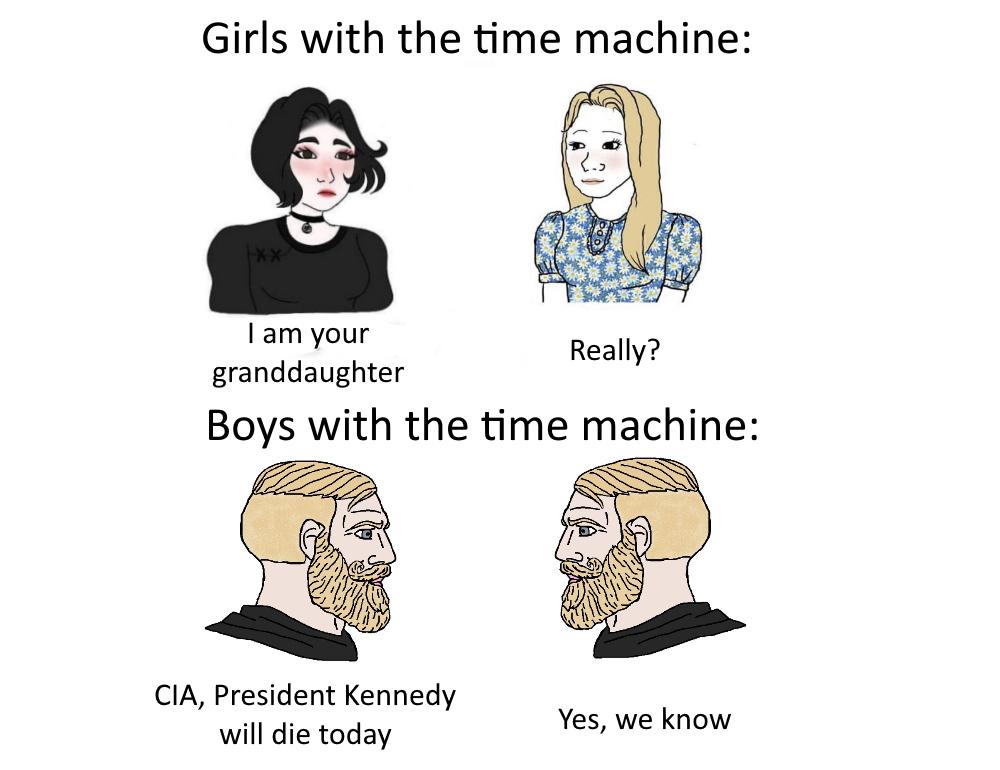 Girls with the time machine:
I am your
granddaughter
Really?
Boys with the time machine:
CIA, President Kennedy
will die today
Yes, we know